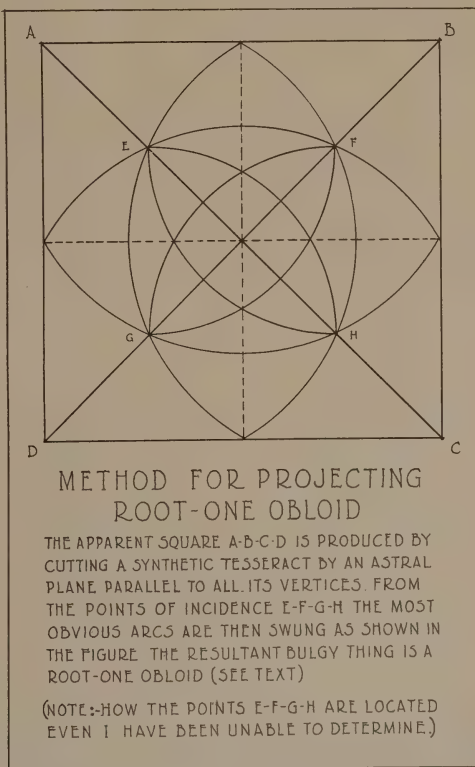 A
B
E
F
G
H
D
C
METHOD FOR PROJECTING
ROOT-ONE OBLOID
THE APPARENT SQUARE A-B-C-D IS PRODUCED BY
CUTTING A SYNTHETIC TESSERACT BY AN ASTRAL
PLANE PARALLEL TO ALL ITS VERTICES. FROM
THE POINTS OF INCIDENCE E-F-G-H THE MOST
OBVIOUS ARCS ARE THEN SWUNG AS SHOWN IN
THE FIGURE THE RESULTANT BULGY THING IS A
ROOT-ONE OBLOID (SEE TEXT)
(NOTE:-HOW THE POINTS E-F-G-H ARE LOCATED
EVEN I HAVE BEEN UNABLE TO DETERMINE.)